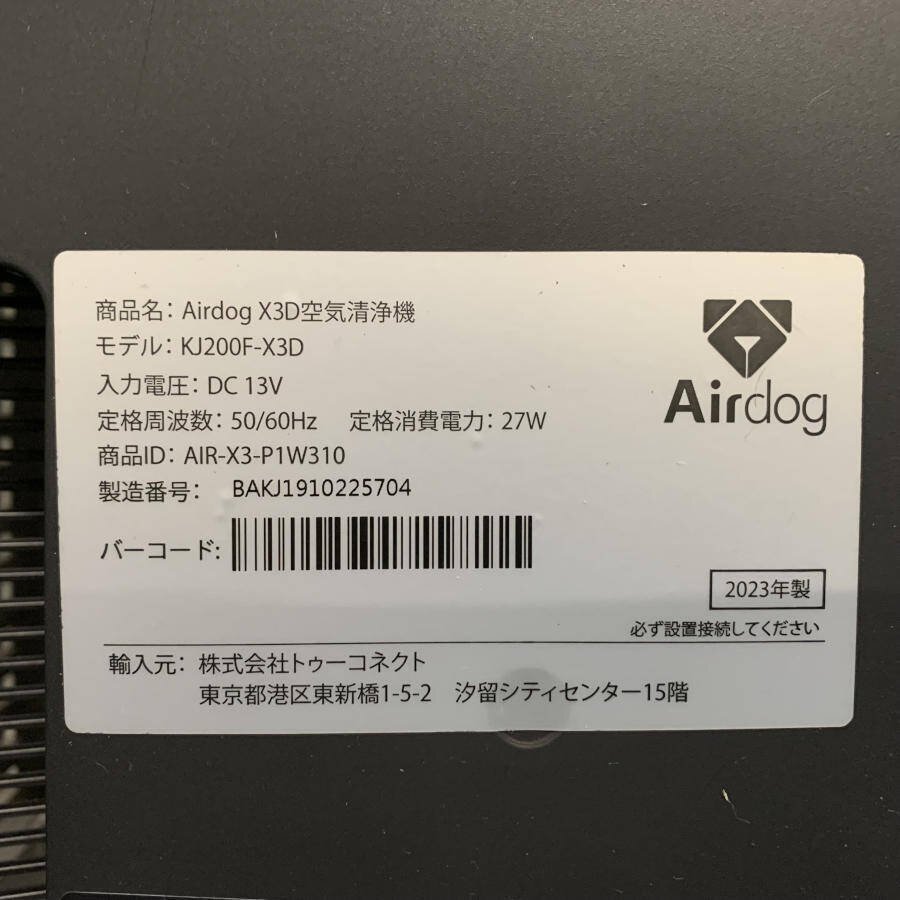 商品名: Airdog X3D空気清浄機
モデル: KJ200F-X3D
入力電圧: DC 13V
定格周波数: 50/60Hz 定格消費電力: 27W
商品ID: AIR-X3-P1W310
製造番号: BAKJ1910225704
バーコード:
Airdog
2023年製
必ず設置接続してください
輸入元: 株式会社トゥーコネクト
東京都港区東新橋1-5-2 汐留シティセンター15階